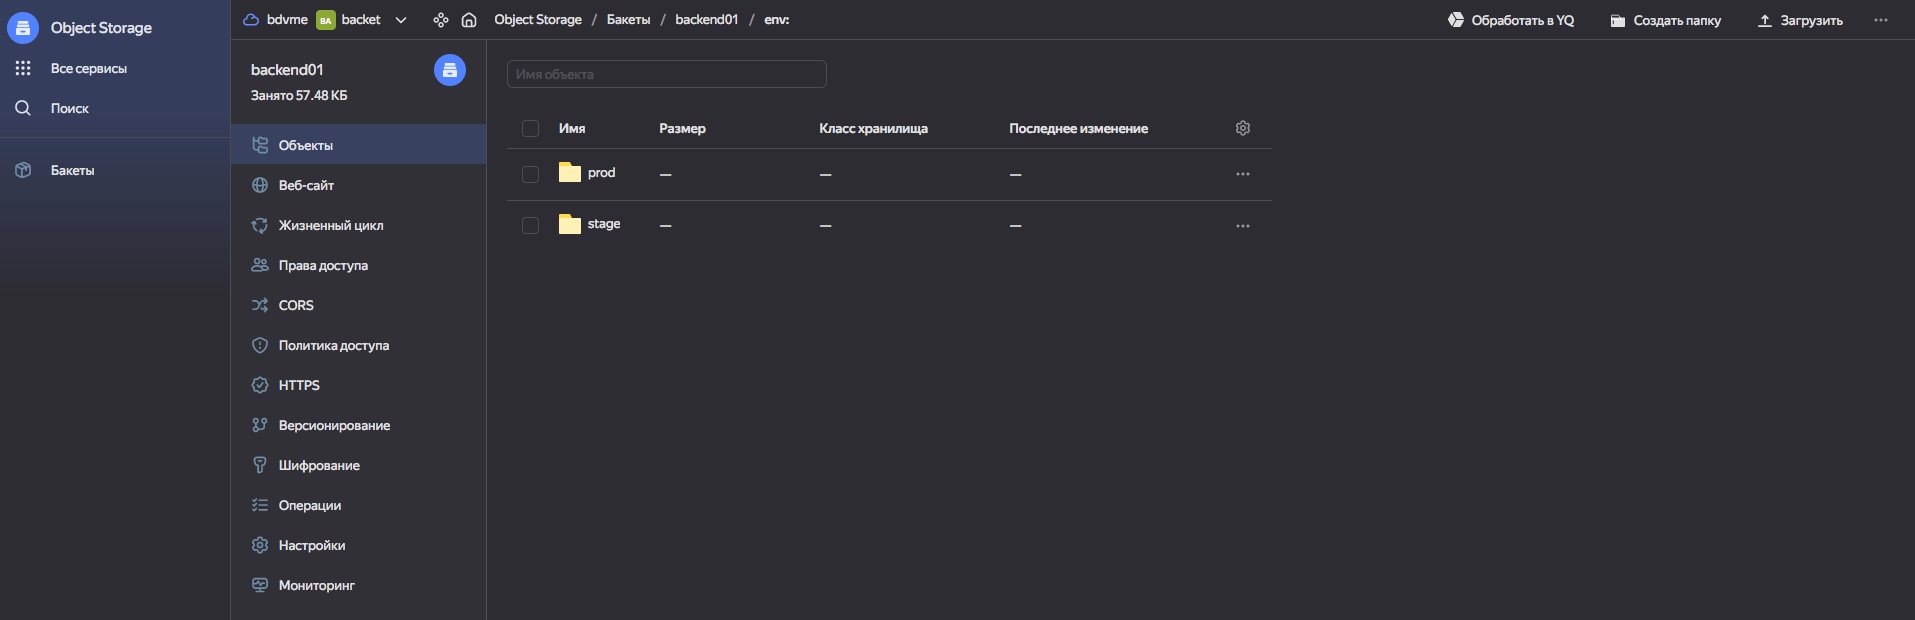 Object Storage
Все сервисы
Поиск
Бакеты
bdvme BA backet
Object Storage / Бакеты / backend01 / env:
Обработать в YQ
Создать папку
Загрузить
backend01
Занято 57.48 КБ
Объекты
Веб-сайт
Жизненный цикл
Права доступа
CORS
Политика доступа
HTTPS
Версионирование
Шифрование
Операции
Настройки
Мониторинг
Имя объекта
Имя Размер Класс хранилища Последнее изменение
prod — — —
stage — — —